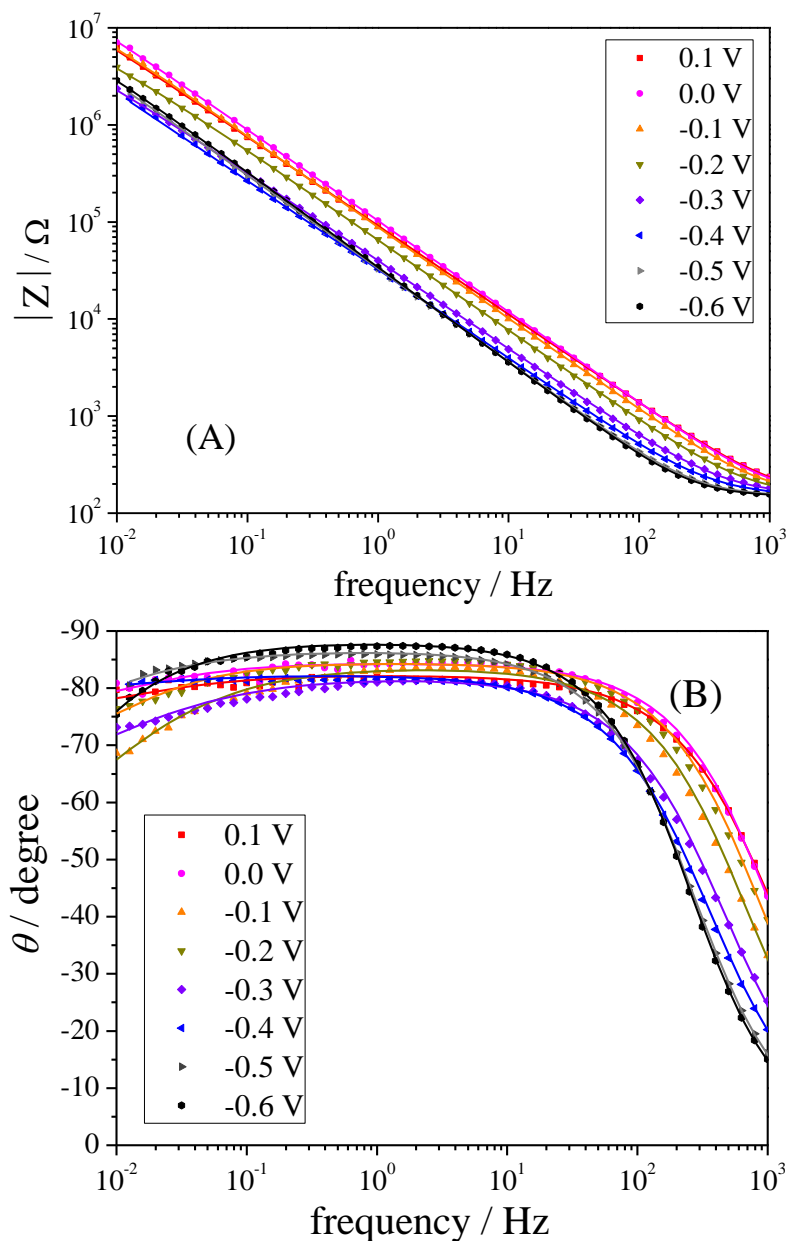 10^7
10^6
10^5
10^4
10^3
10^2
|Z| / Ω
0.1 V
0.0 V
-0.1 V
-0.2 V
-0.3 V
-0.4 V
-0.5 V
-0.6 V
(A)
10^-2 10^-1 10^0 10^1 10^2 10^3
frequency / Hz
-90
-80
-70
-60
-50
-40
-30
-20
-10
0
θ / degree
(B)
0.1 V
0.0 V
-0.1 V
-0.2 V
-0.3 V
-0.4 V
-0.5 V
-0.6 V
10^-2 10^-1 10^0 10^1 10^2 10^3
frequency / Hz